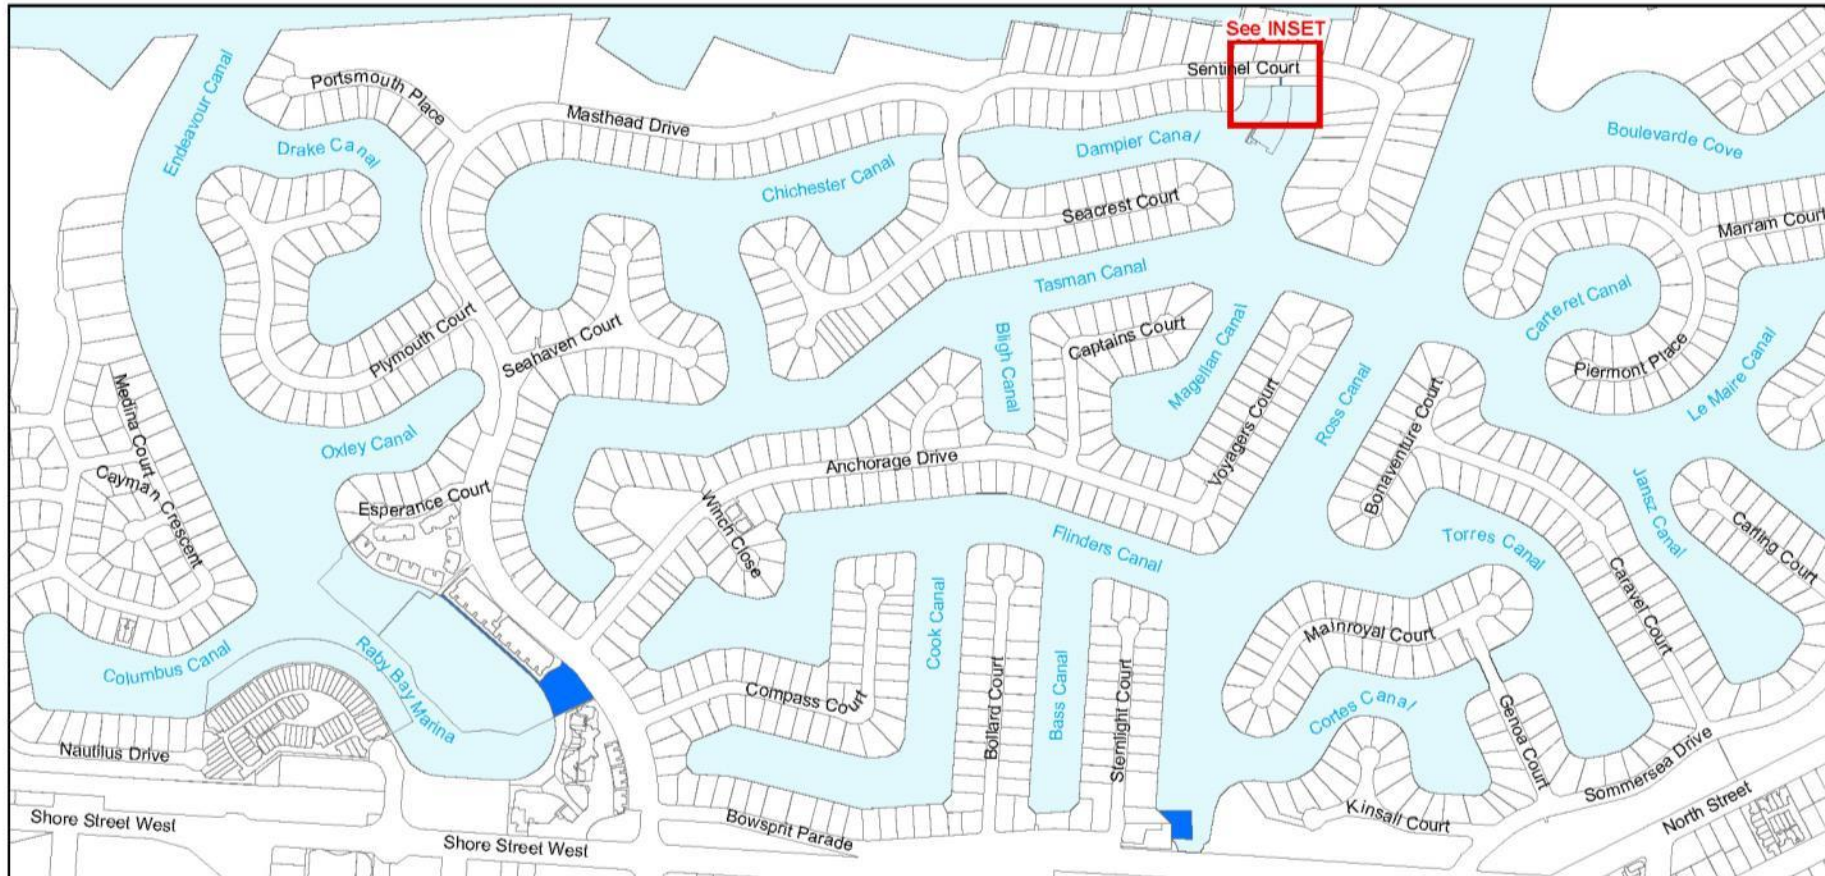 See INSET
Sentinel Court
Portsmouth Place
Endeavour Canal
Masthead Drive
Drake Canal
Dampier Canal
Boulevarde Cove
Chichester Canal
Seacrest Court
Marram Court
Tasman Canal
Carteret Canal
Plymouth Court
Seahaven Court
Bligh Canal
Captains Court
Magellan Canal
Piermont Place
Le Maire Canal
Medina Court
Voyagers Court
Ross Canal
Bonaventure Court
Oxley Canal
Anchorage Drive
Cayman Crescent
Esperance Court
Winch Close
Flinders Canal
Torres Canal
Jansz Canal
Carling Court
Cook Canal
Caravel Court
Mainroyal Court
Columbus Canal
Raby Bay Marina
Compass Court
Bollard Court
Bass Canal
Sternlight Court
Cortes Canal
Genoa Court
Nautilus Drive
Sommersea Drive
Shore Street West
Shore Street West
Bowsprit Parade
Kinsail Court
North Street